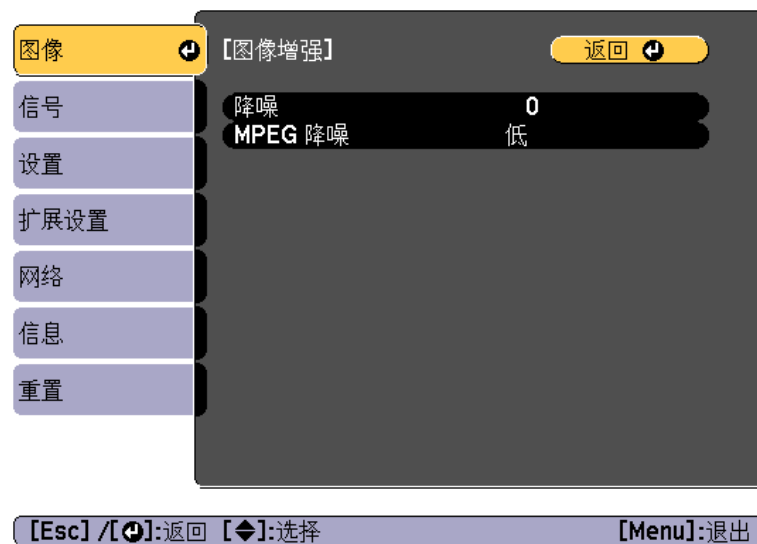 图像
信号
设置
扩展设置
网络
信息
重置
[图像增强]
返回
降噪 0
MPEG 降噪 低
[Esc] /[]:返回 [◆]:选择 [Menu]:退出